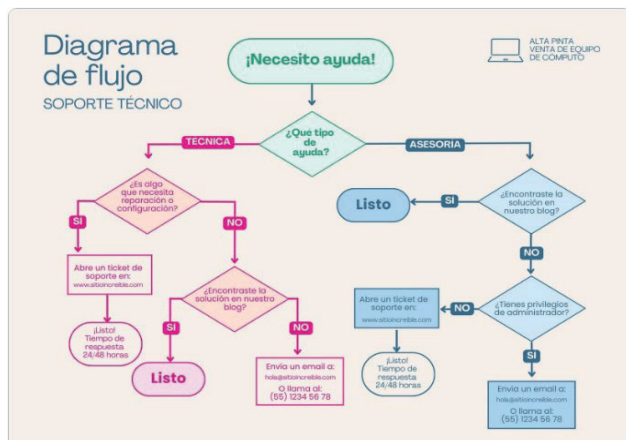 Diagrama
de flujo
SOPORTE TÉCNICO
¡Necesito ayuda!
ALTA PINTA
VENTA DE EQUIPO
DE COMPUTO
¿Qué tipo
de
ayuda?
TECNICA
ASESORIA
¿Es algo
que necesita
reparación o
configuración?
SI
NO
Abre un ticket de
soporte en:
www.sitioincreible.com
¡Listo!
Tiempo de
respuesta
24/48 horas
¿Encontraste la
solución en nuestro
blog?
SI
NO
Listo
Envia un email a:
hola@sitioincreible.com
O llama al:
(55) 1234 56 78
¿Encontraste la
solución en
nuestro blog?
SI
Listo
NO
¿Tienes privilegios
de administrador?
NO
Abre un ticket de
soporte en:
www.sitioincreible.com
¡Listo!
Tiempo de
respuesta
24/48 horas
SI
Envia un email a:
hola@sitioincreible.com
O llama al:
(55) 1234 56 78